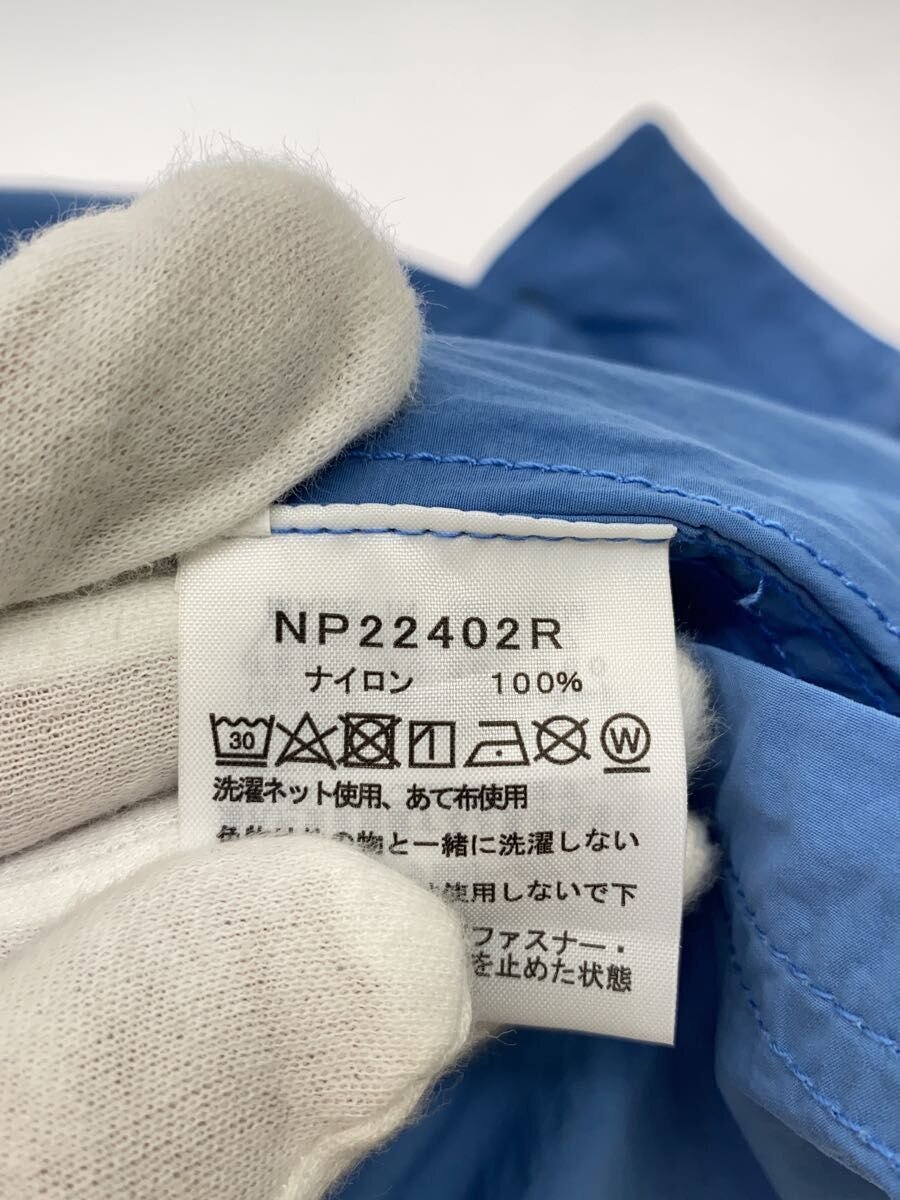 NP22402R
ナイロン 100%
30 W
洗濯ネット使用、あて布使用
物と一緒に洗濯しない
使用しないで下
ファスナー・
を止めた状態